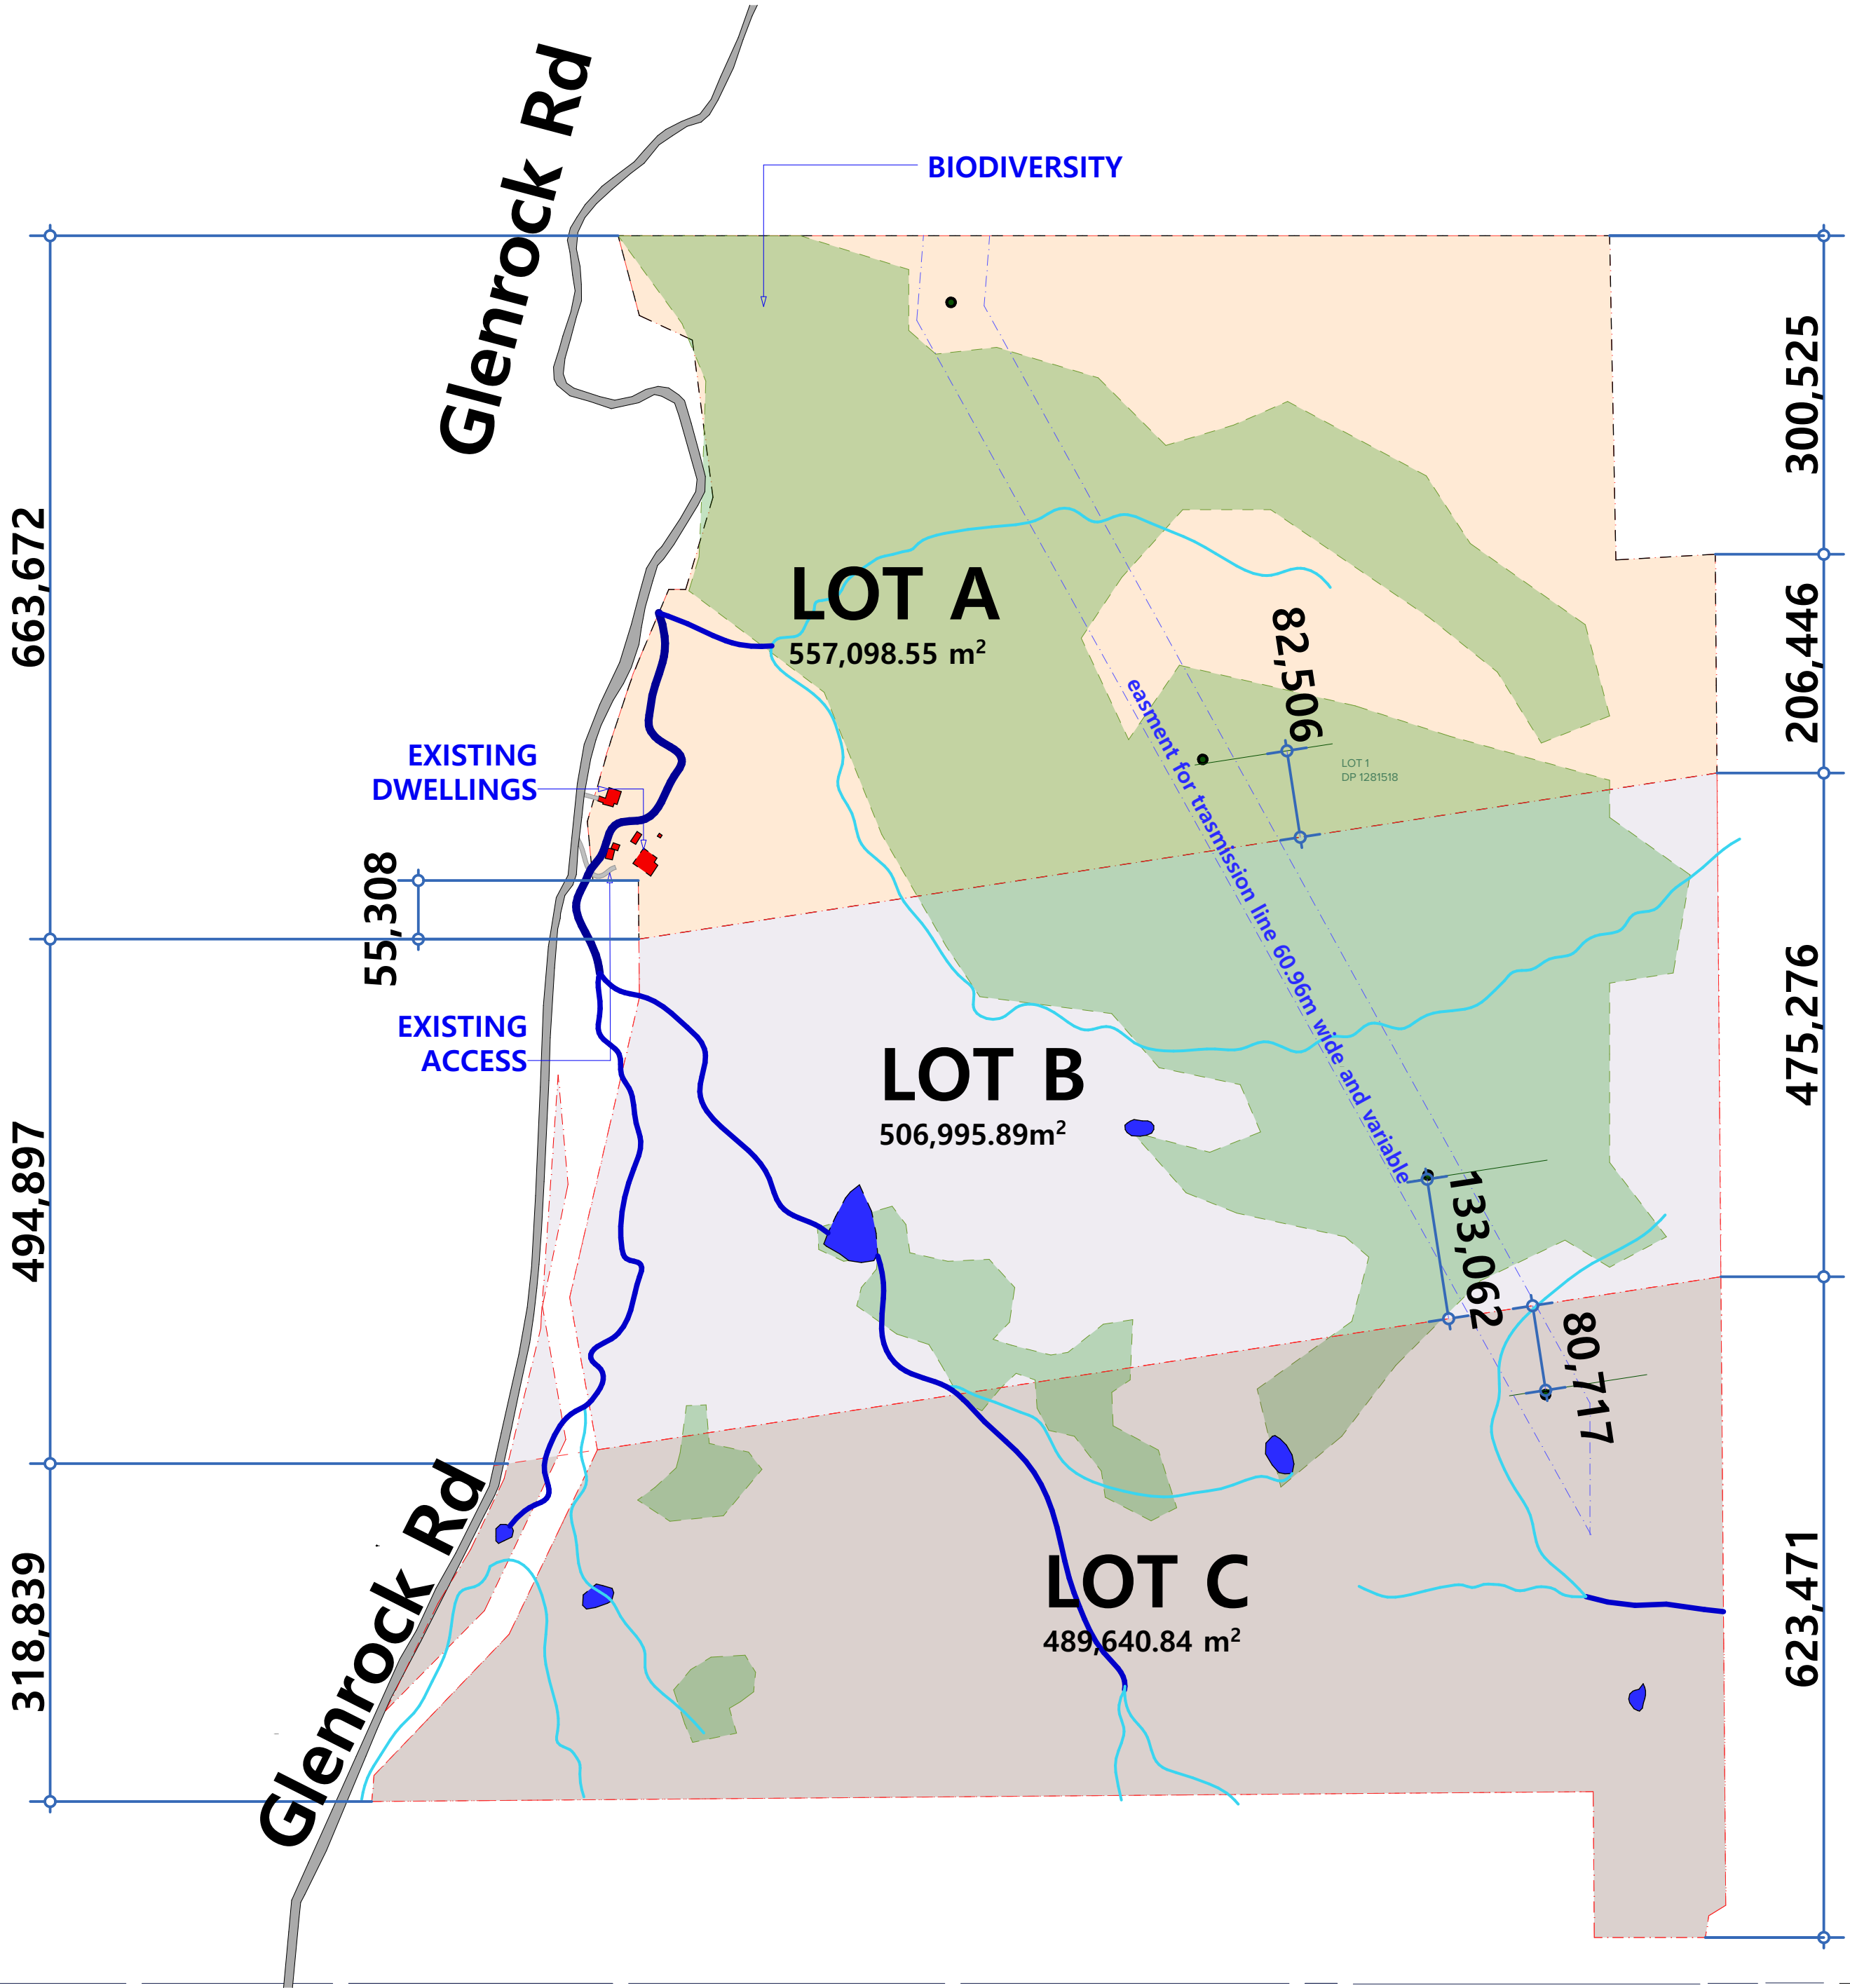 Glenrock Rd
BIODIVERSITY
300,525
663,672
LOT A
557,098.55 m²
206,446
82,506
easment for trasmission line 60.96m wide and variable
EXISTING
DWELLINGS
LOT 1
DP 1281518
55,308
475,276
EXISTING
ACCESS
LOT B
506,995.89m²
494,897
133,062
80,717
Glenrock Rd
LOT C
489,640.84 m²
318,839
623,471